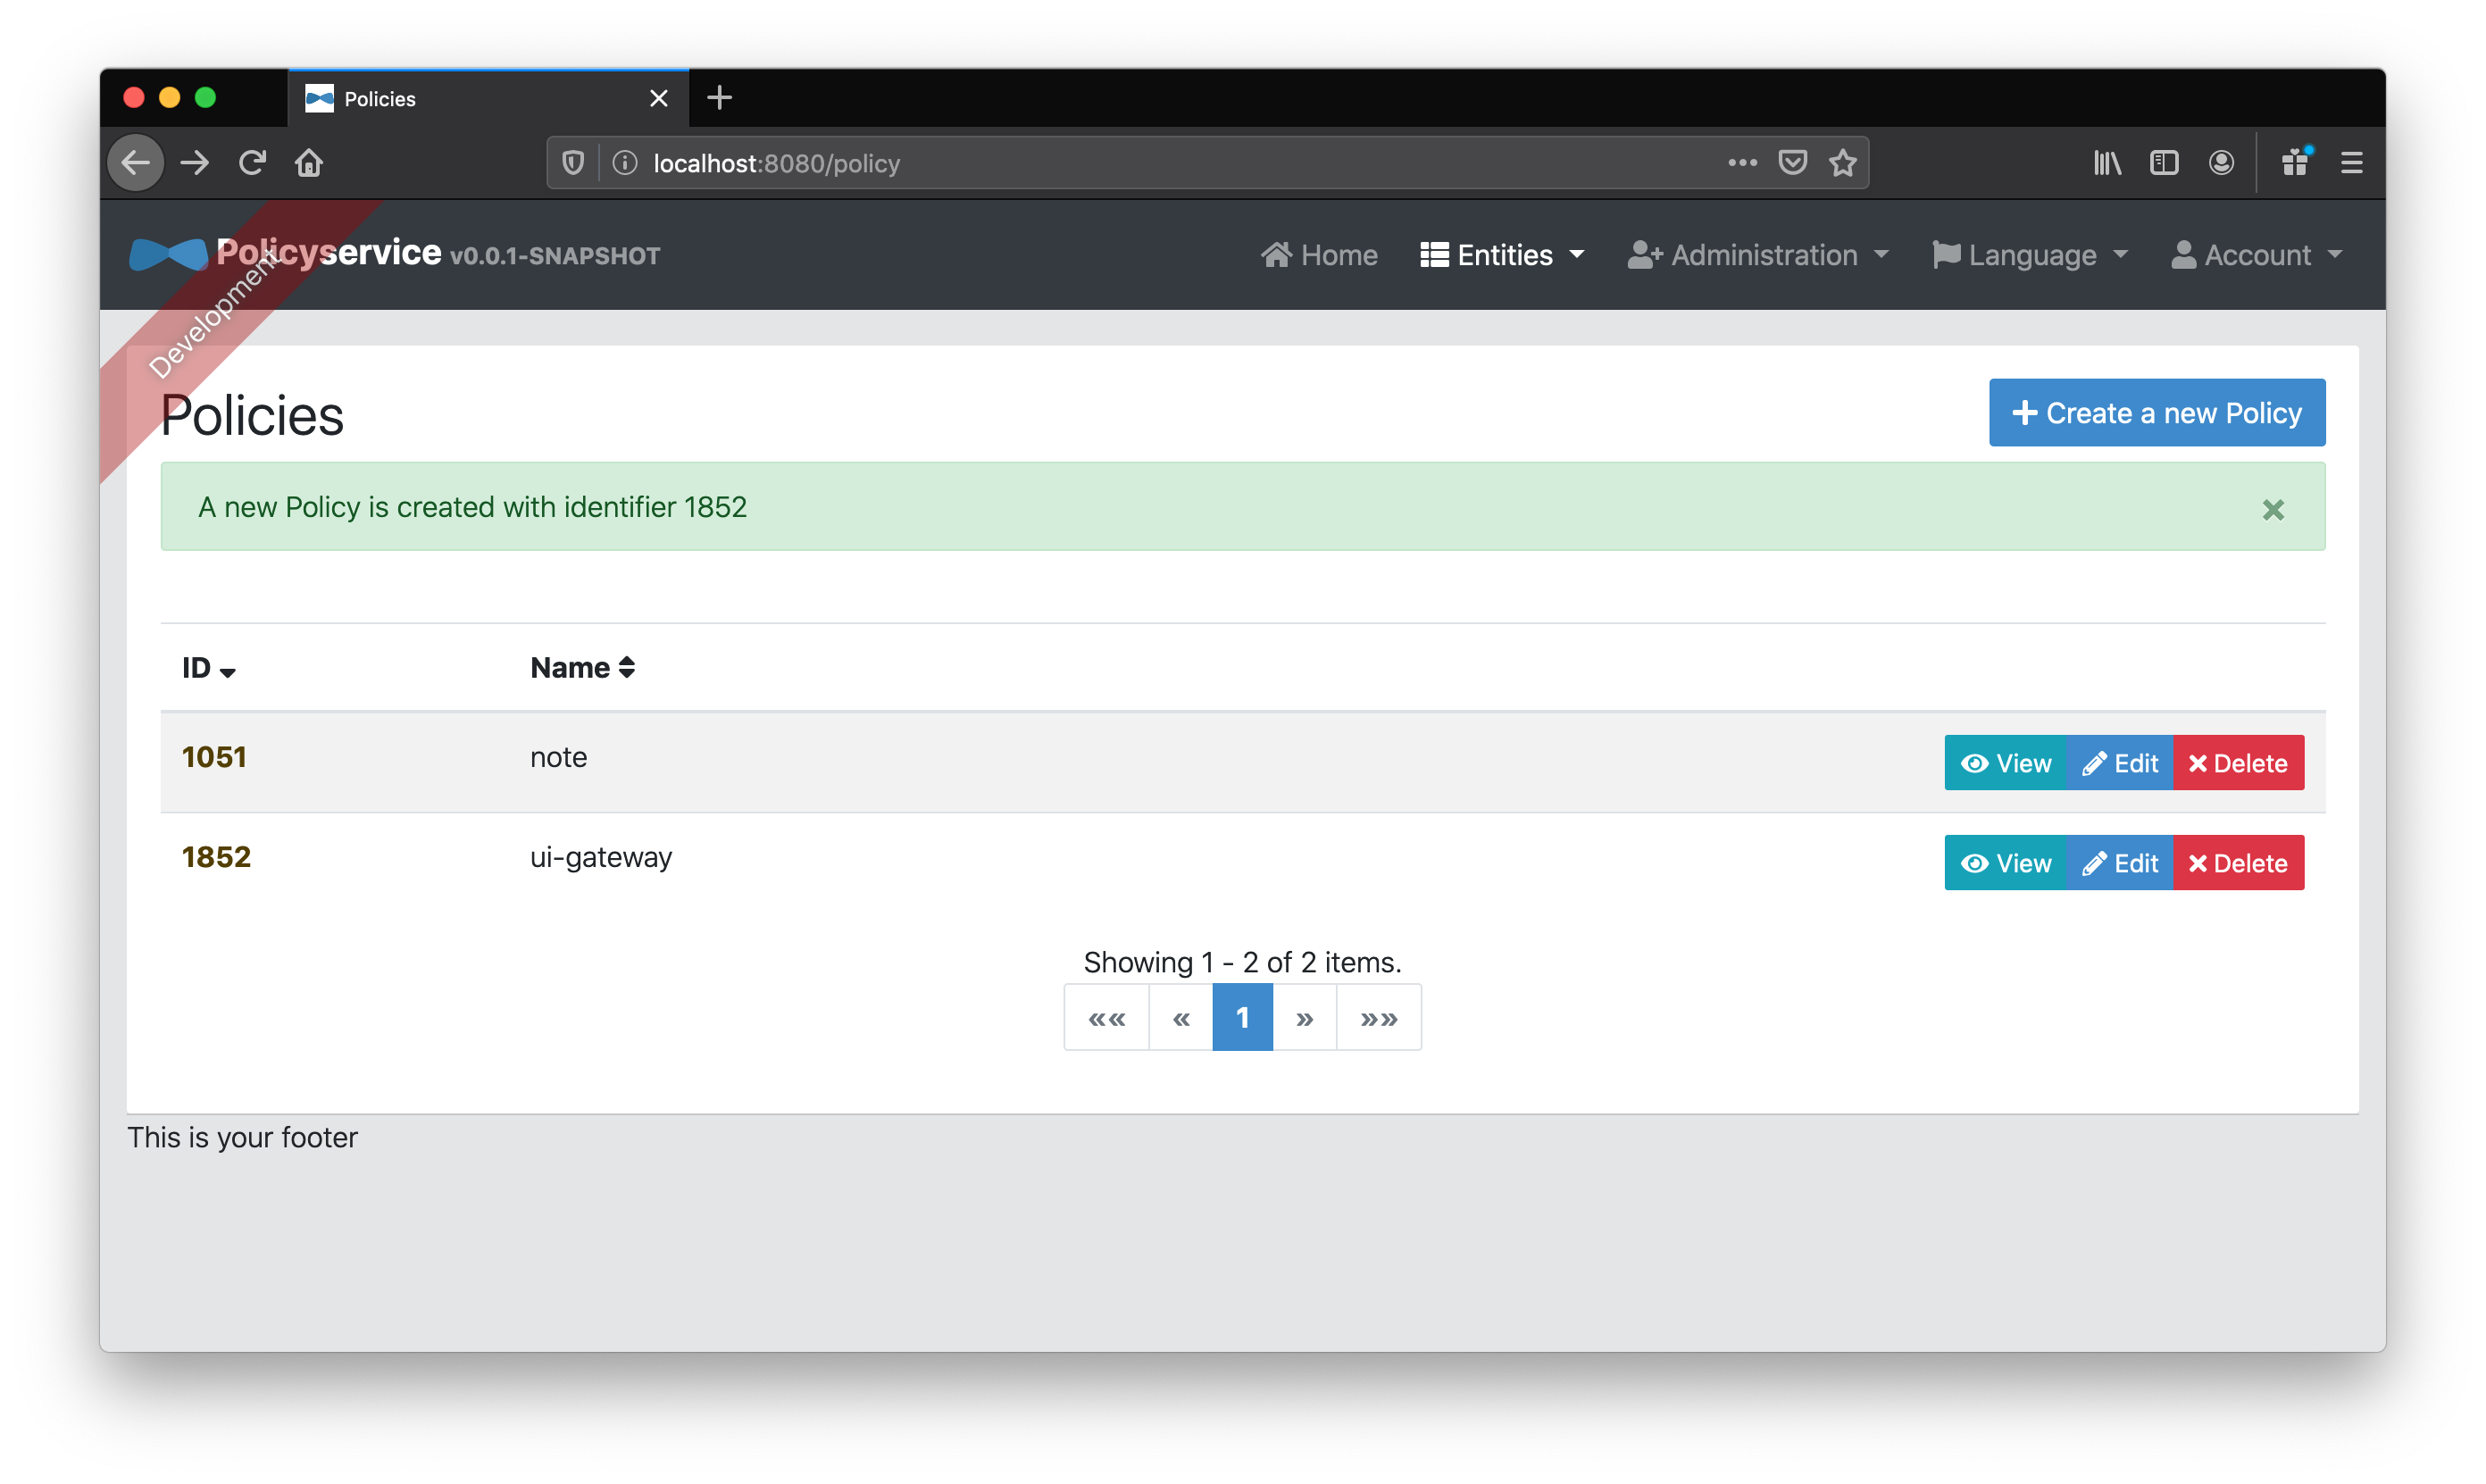 Policies
localhost:8080/policy
Policyservice v0.0.1-SNAPSHOT
Home Entities Administration Language Account
Development
Policies
Create a new Policy
A new Policy is created with identifier 1852
ID Name
1051 note View Edit Delete
1852 ui-gateway View Edit Delete
Showing 1 - 2 of 2 items.
«« « 1 » »»
This is your footer